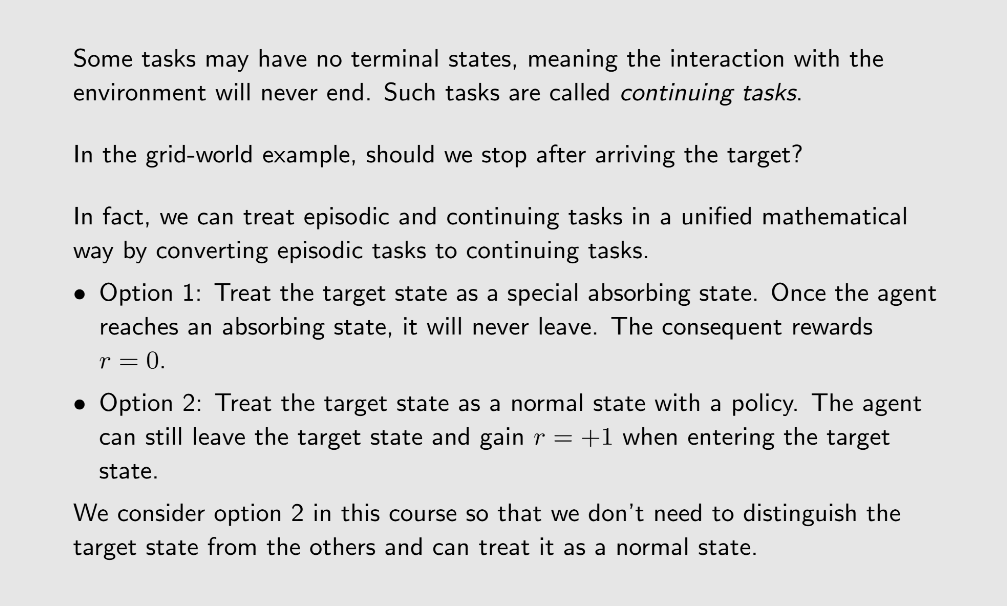 Some tasks may have no terminal states, meaning the interaction with the
environment will never end. Such tasks are called continuing tasks.
In the grid-world example, should we stop after arriving the target?
In fact, we can treat episodic and continuing tasks in a unified mathematical
way by converting episodic tasks to continuing tasks.
• Option 1: Treat the target state as a special absorbing state. Once the agent
reaches an absorbing state, it will never leave. The consequent rewards
r = 0.
• Option 2: Treat the target state as a normal state with a policy. The agent
can still leave the target state and gain r = +1 when entering the target
state.
We consider option 2 in this course so that we don't need to distinguish the
target state from the others and can treat it as a normal state.